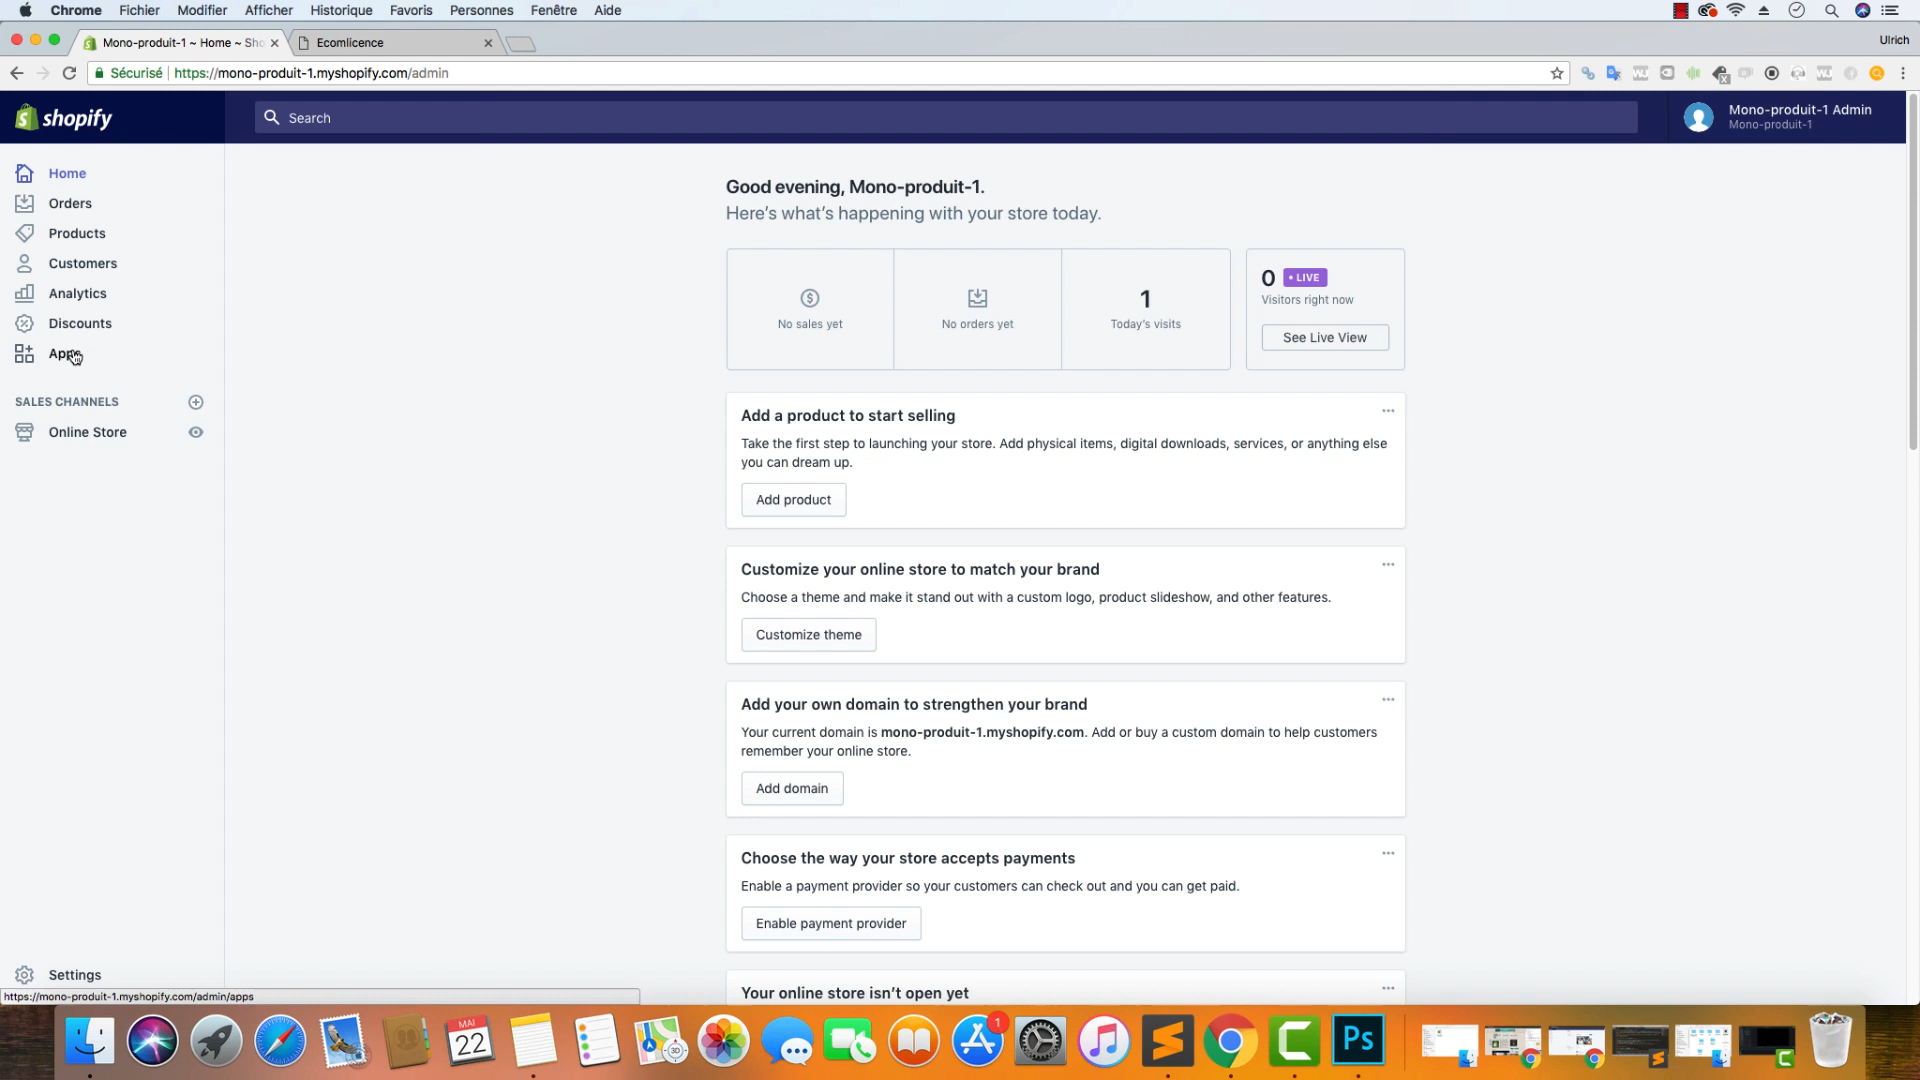 Chrome Fichier Modifier Afficher Historique Favoris Personnes Fenêtre Aide
Mono-produit-1 ~ Home ~ Sho
Ecomlicence
Ulrich
Sécurisé https://mono-produit-1.myshopify.com/admin
shopify
Search
Mono-produit-1 Admin
Mono-produit-1
Home
Orders
Products
Customers
Analytics
Discounts
Apps
SALES CHANNELS
Online Store
Settings
https://mono-produit-1.myshopify.com/admin/apps
Good evening, Mono-produit-1.
Here's what's happening with your store today.
No sales yet
No orders yet
1
Today's visits
0 • LIVE
Visitors right now
See Live View
Add a product to start selling
Take the first step to launching your store. Add physical items, digital downloads, services, or anything else
you can dream up.
Add product
Customize your online store to match your brand
Choose a theme and make it stand out with a custom logo, product slideshow, and other features.
Customize theme
Add your own domain to strengthen your brand
Your current domain is mono-produit-1.myshopify.com. Add or buy a custom domain to help customers
remember your online store.
Add domain
Choose the way your store accepts payments
Enable a payment provider so your customers can check out and you can get paid.
Enable payment provider
Your online store isn't open yet
MAI
22
3D
1
Ps